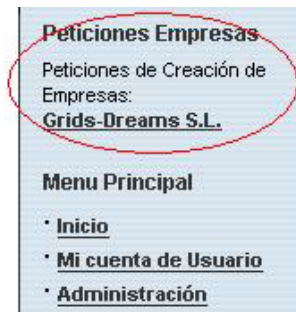 Peticiones Empresas
Peticiones de Creación de
Empresas:
Grids-Dreams S.L.
Menu Principal
· Inicio
· Mi cuenta de Usuario
· Administración